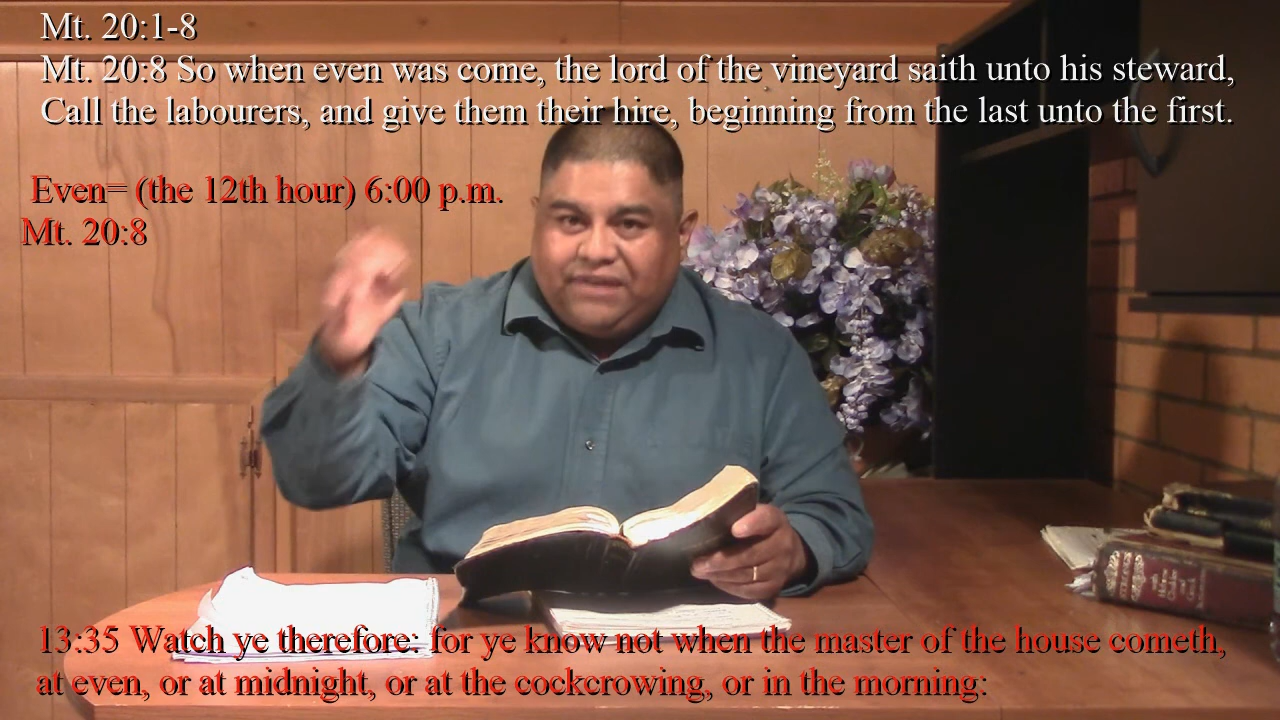 Mt. 20:1-8
Mt. 20:8 So when even was come, the lord of the vineyard saith unto his steward,
Call the labourers, and give them their hire, beginning from the last unto the first.
Even= (the 12th hour) 6:00 p.m.
Mt. 20:8
13:35 Watch ye therefore: for ye know not when the master of the house cometh,
at even, or at midnight, or at the cockcrowing, or in the morning: